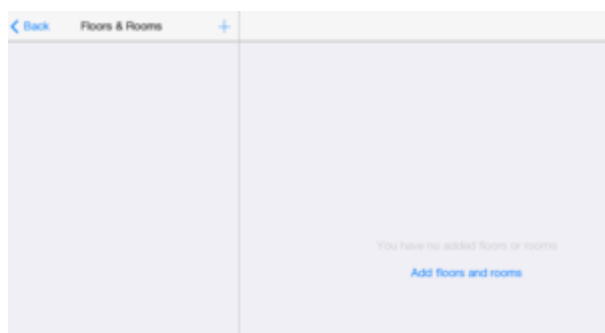 Back Floors & Rooms +
You have no added floors or rooms
Add floors and rooms